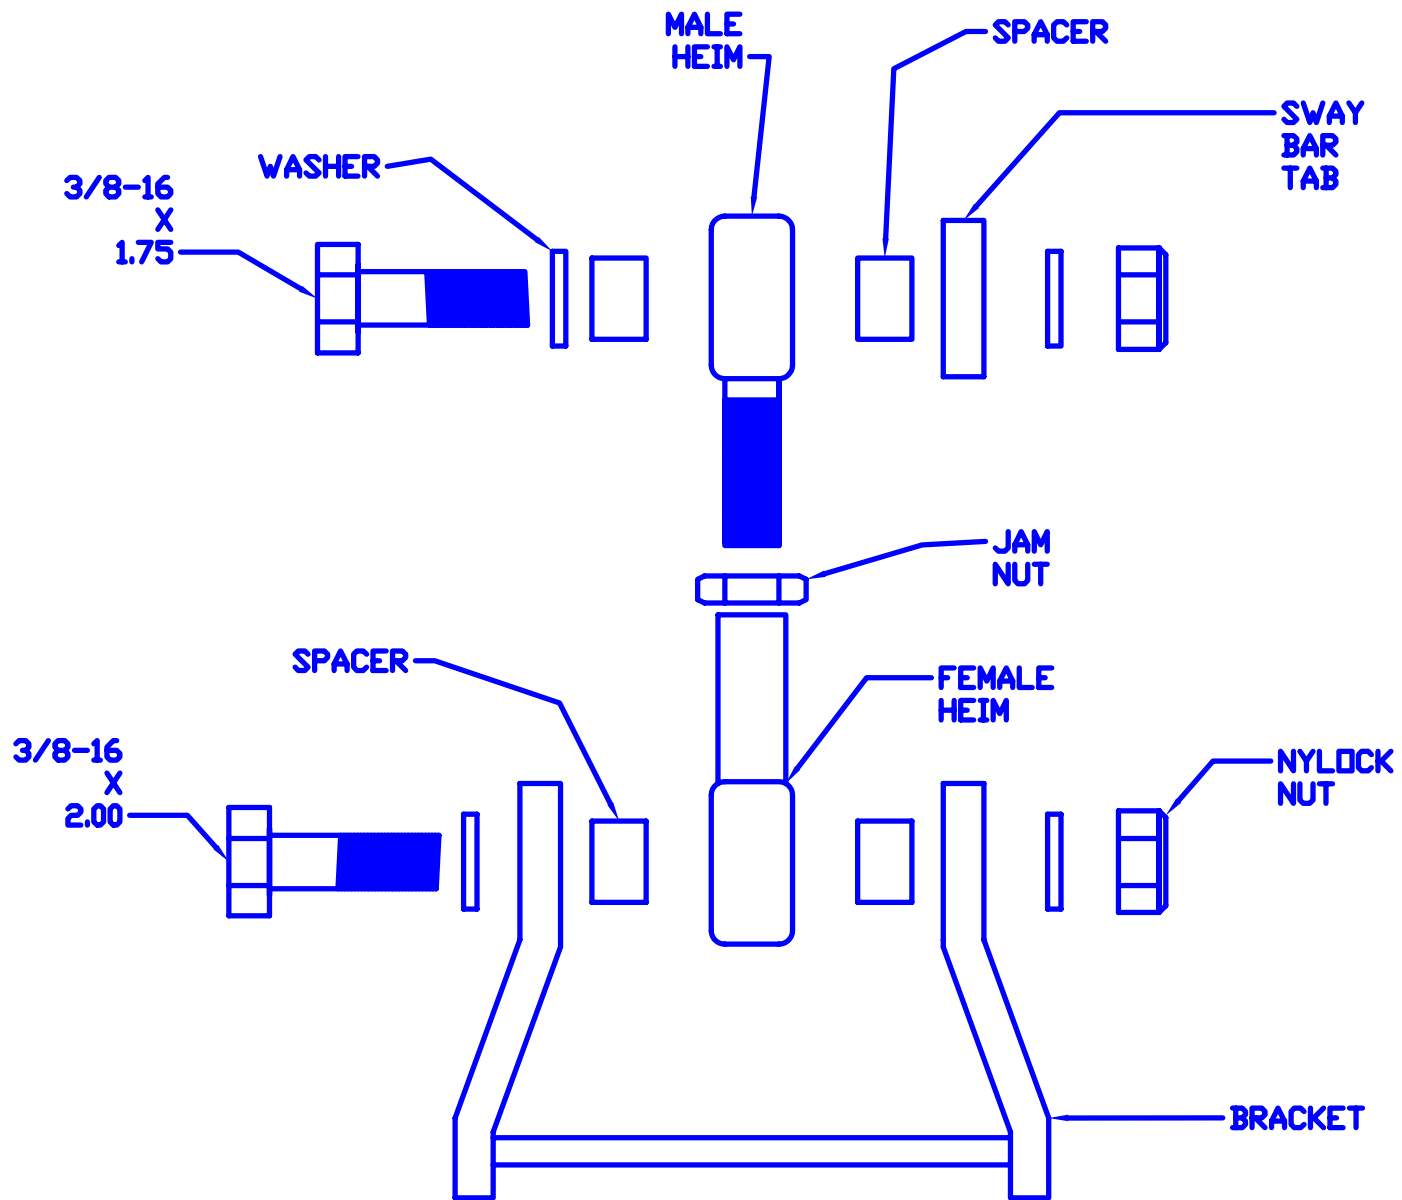 MALE
HEIM
SPACER
SWAY
BAR
TAB
WASHER
3/8-16
X
1.75
JAM
NUT
SPACER
FEMALE
HEIM
3/8-16
X
2.00
NYLOCK
NUT
BRACKET